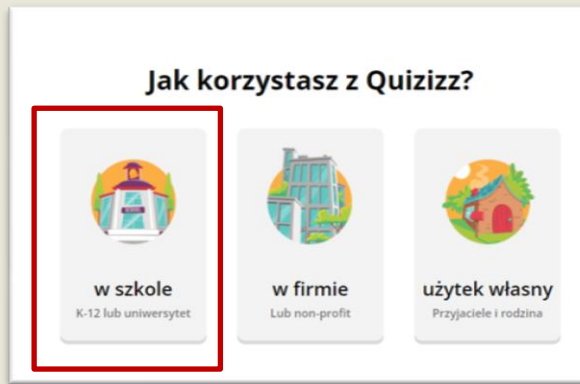 Jak korzystasz z Quizizz?
w szkole
K-12 lub uniwersytet
w firmie
Lub non-profit
użytek własny
Przyjaciele i rodzina